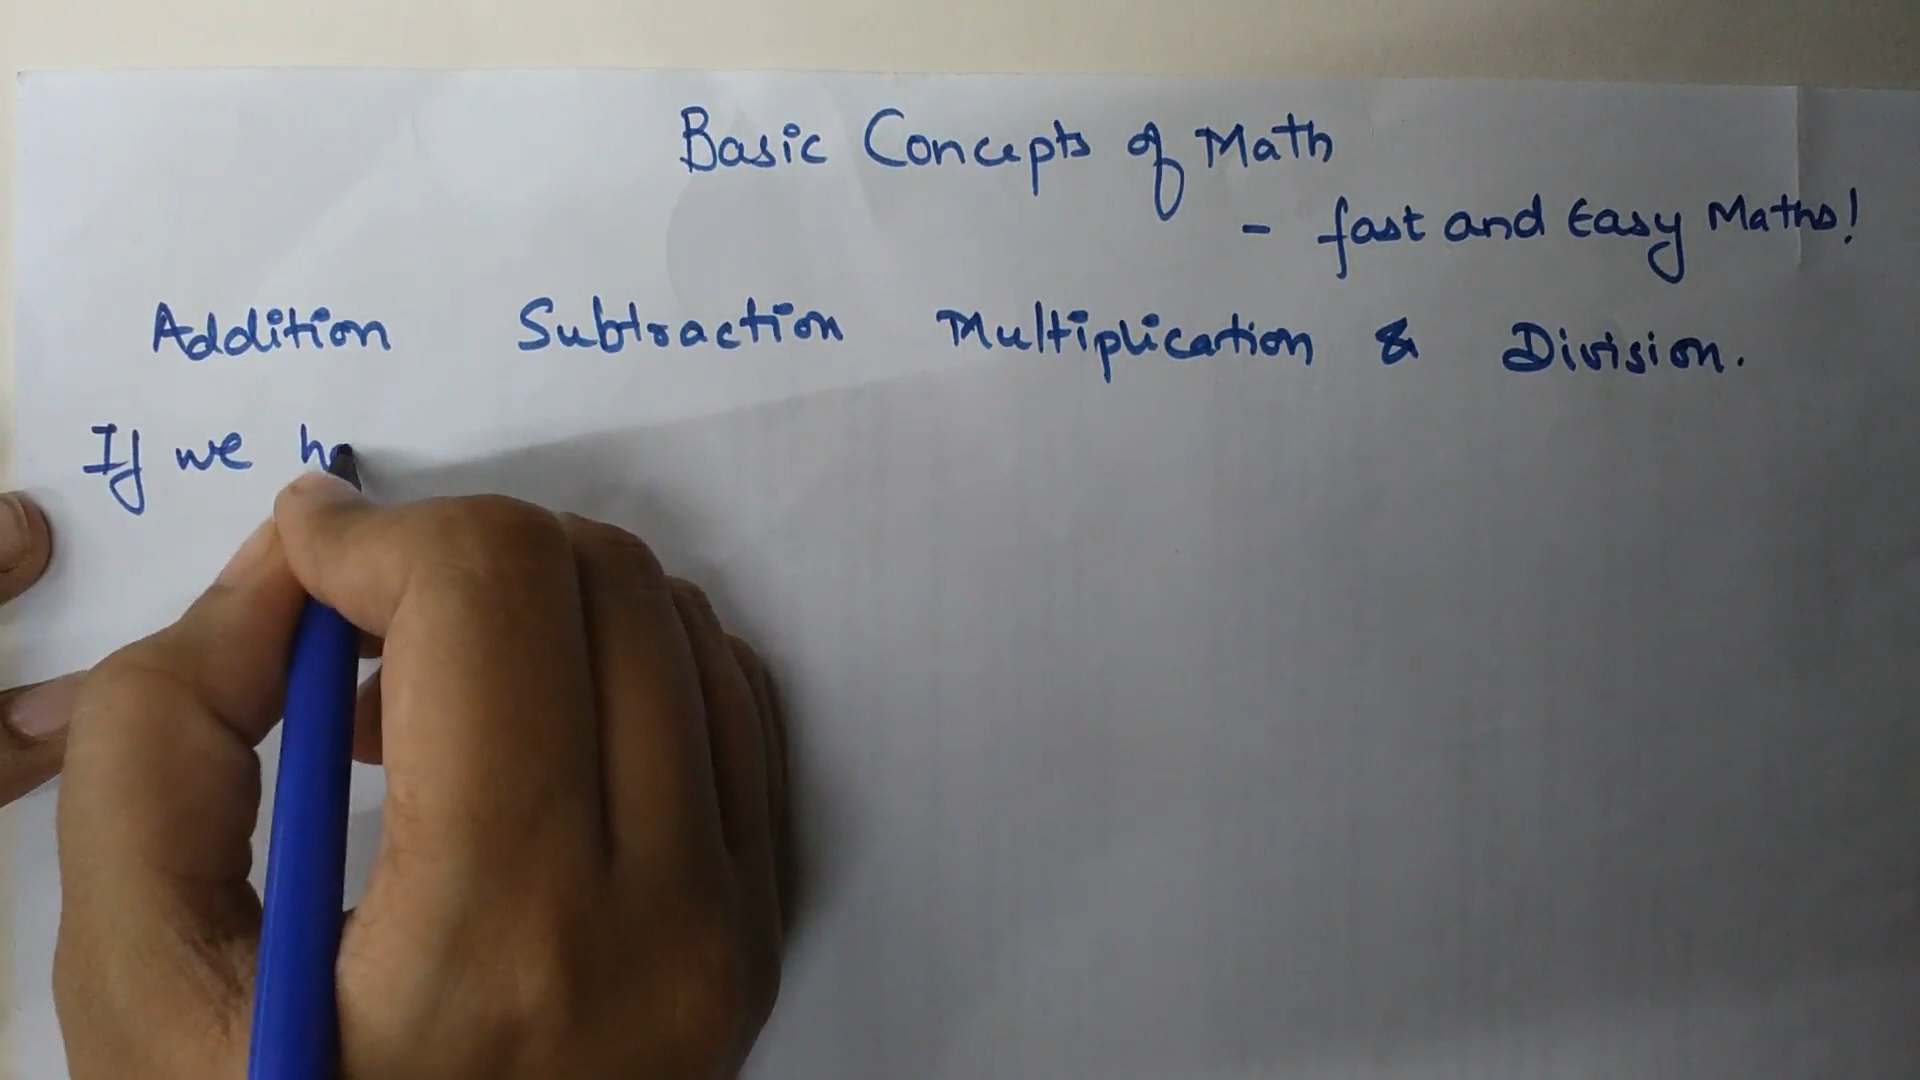 Basic Concepts of Math
- fast and Easy Maths!
Addition Subtraction Multiplication & Division.
If we